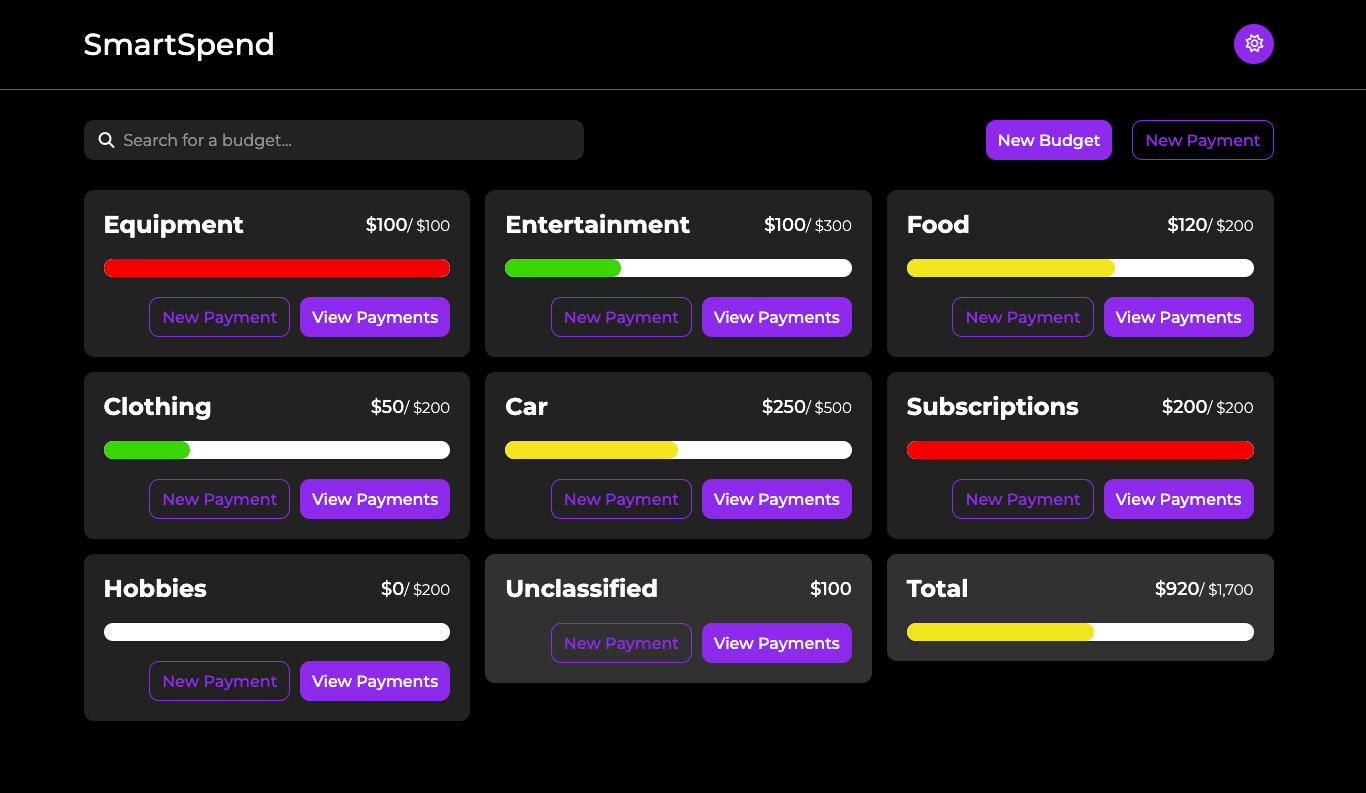 SmartSpend
Search for a budget...
New Budget
New Payment
Equipment
$100/ $100
New Payment
View Payments
Entertainment
$100/ $300
New Payment
View Payments
Food
$120/ $200
New Payment
View Payments
Clothing
$50/ $200
New Payment
View Payments
Car
$250/ $500
New Payment
View Payments
Subscriptions
$200/ $200
New Payment
View Payments
Hobbies
$0/ $200
New Payment
View Payments
Unclassified
$100
New Payment
View Payments
Total
$920/ $1,700